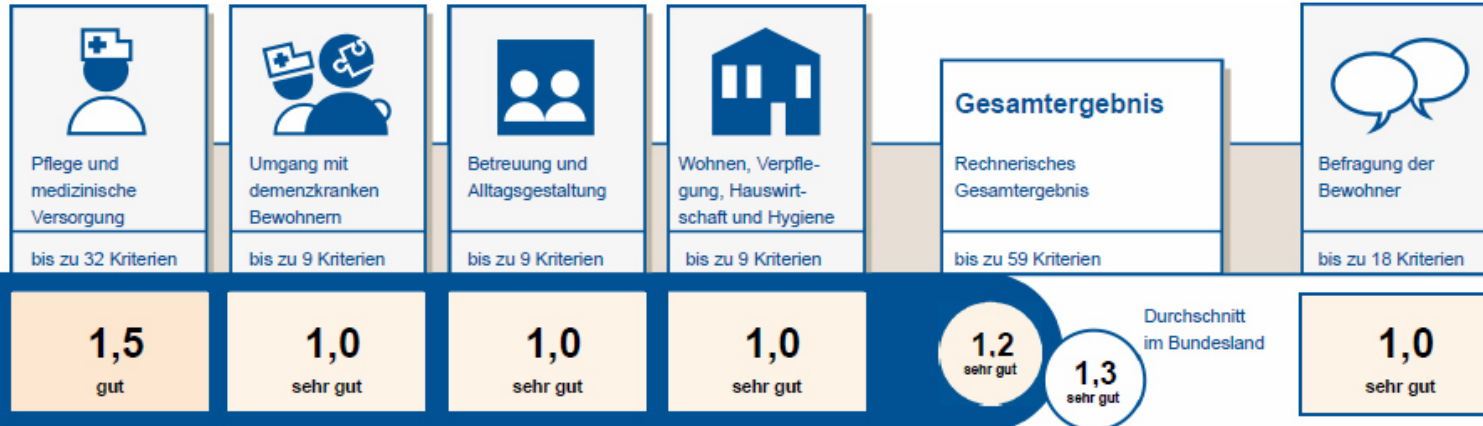 Pflege und
medizinische
Versorgung
bis zu 32 Kriterien
1,5
gut
Umgang mit
demenzkranken
Bewohnern
bis zu 9 Kriterien
1,0
sehr gut
Betreuung und
Alltagsgestaltung
bis zu 9 Kriterien
1,0
sehr gut
Wohnen, Verpfle-
gung, Hauswirt-
schaft und Hygiene
bis zu 9 Kriterien
1,0
sehr gut
Gesamtergebnis
Rechnerisches
Gesamtergebnis
bis zu 59 Kriterien
1,2
sehr gut
1,3
sehr gut
Durchschnitt
im Bundesland
Befragung der
Bewohner
bis zu 18 Kriterien
1,0
sehr gut